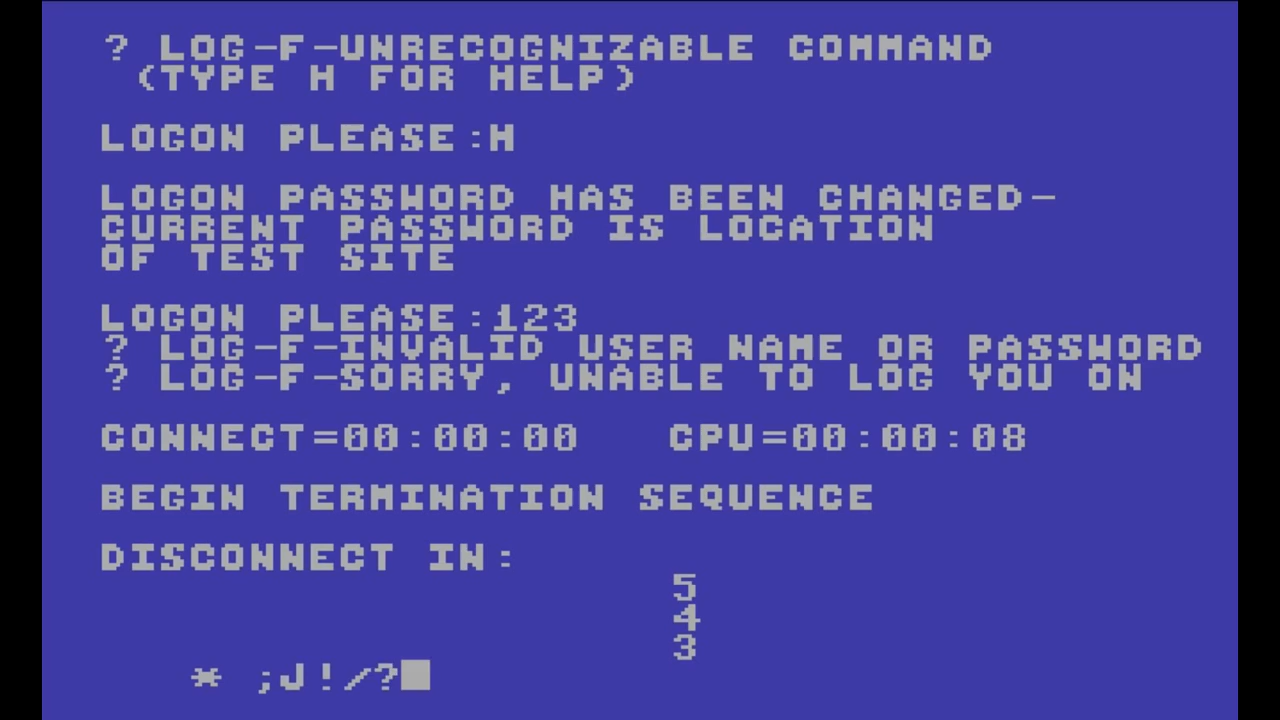 ? LOG-F-UNRECOGNIZABLE COMMAND
(TYPE H FOR HELP)
LOGON PLEASE:H
LOGON PASSWORD HAS BEEN CHANGED-
CURRENT PASSWORD IS LOCATION
OF TEST SITE
LOGON PLEASE:123
? LOG-F-INVALID USER NAME OR PASSWORD
? LOG-F-SORRY, UNABLE TO LOG YOU ON
CONNECT=00:00:00   CPU=00:00:08
BEGIN TERMINATION SEQUENCE
DISCONNECT IN:
5
4
3
* ;J!/?